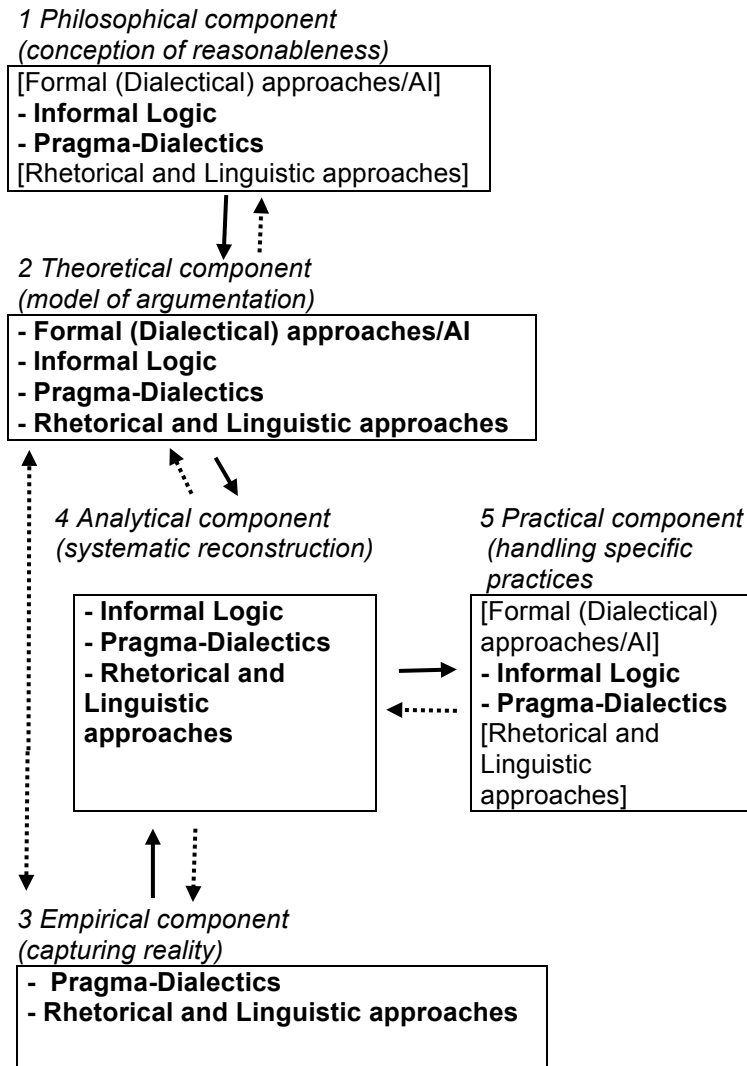 1 Philosophical component
(conception of reasonableness)
[Formal (Dialectical) approaches/AI]
- Informal Logic
- Pragma-Dialectics
[Rhetorical and Linguistic approaches]
2 Theoretical component
(model of argumentation)
- Formal (Dialectical) approaches/AI
- Informal Logic
- Pragma-Dialectics
- Rhetorical and Linguistic approaches
4 Analytical component
(systematic reconstruction)
- Informal Logic
- Pragma-Dialectics
- Rhetorical and
Linguistic
approaches
5 Practical component
(handling specific
practices
[Formal (Dialectical)
approaches/AI]
- Informal Logic
- Pragma-Dialectics
[Rhetorical and
Linguistic
approaches]
3 Empirical component
(capturing reality)
- Pragma-Dialectics
- Rhetorical and Linguistic approaches